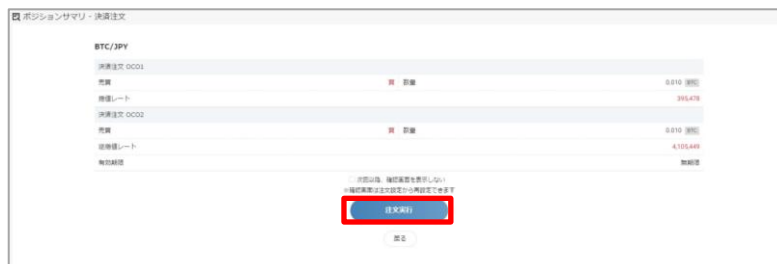 ポジションサマリ - 決済注文
BTC/JPY
決済注文 OCO1
売買 買 数量 0.010 BTC
指値レート 395,478
決済注文 OCO2
売買 買 数量 0.010 BTC
逆指値レート 4,105,449
有効期限 無期限
次回以降、確認画面を表示しない
※確認画面は注文設定から再設定できます
注文実行
戻る